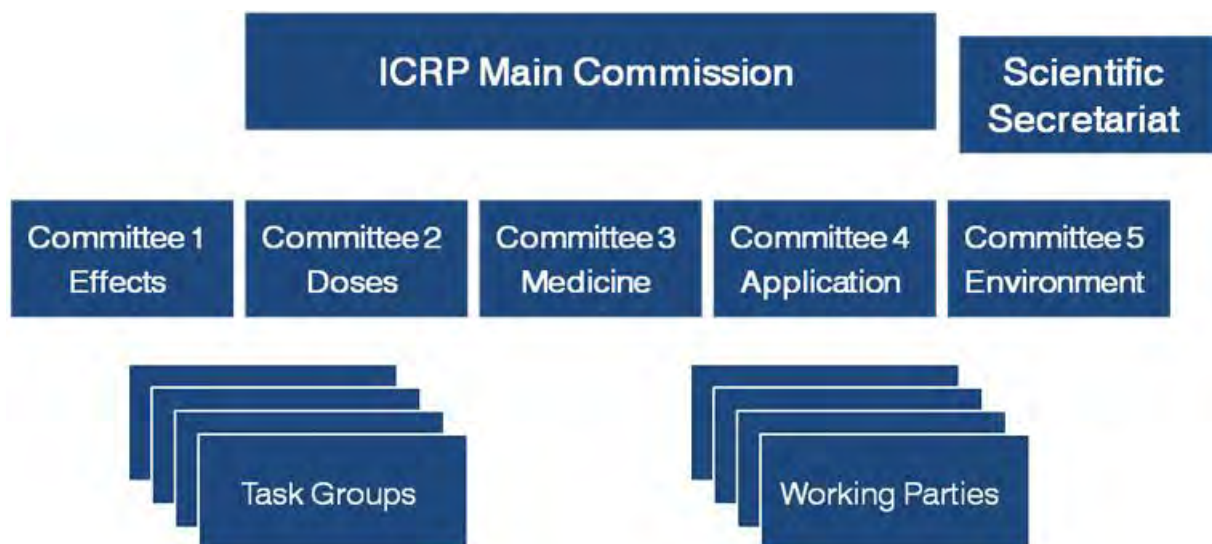 ICRP Main Commission
Scientific
Secretariat
Committee 1
Effects
Committee 2
Doses
Committee 3
Medicine
Committee 4
Application
Committee 5
Environment
Task Groups
Working Parties